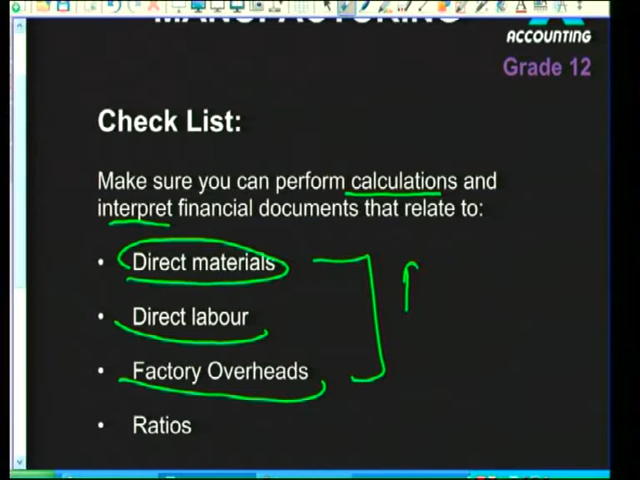 MANUFACTURING
ACCOUNTING
Grade 12
Check List:
Make sure you can perform calculations and
interpret financial documents that relate to:
• Direct materials
• Direct labour
• Factory Overheads
• Ratios